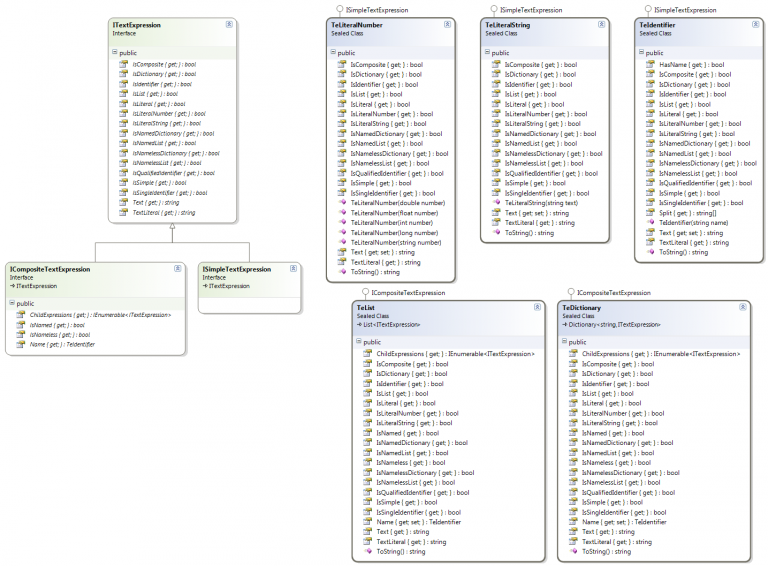 ITextExpression
Interface
public
IsComposite { get; } : bool
IsDictionary { get; } : bool
IsIdentifier { get; } : bool
IsList { get; } : bool
IsLiteral { get; } : bool
IsLiteralNumber { get; } : bool
IsLiteralString { get; } : bool
IsNamedDictionary { get; } : bool
IsNamedList { get; } : bool
IsNamelessDictionary { get; } : bool
IsNamelessList { get; } : bool
IsQualifiedIdentifier { get; } : bool
IsSimple { get; } : bool
IsSingleIdentifier { get; } : bool
Text { get; } : string
TextLiteral { get; } : string
ICompositeTextExpression
Interface
→ ITextExpression
public
ChildExpressions { get; } : IEnumerable<ITextExpression>
IsNamed { get; } : bool
IsNameless { get; } : bool
Name { get; } : TeIdentifier
ISimpleTextExpression
Interface
→ ITextExpression
ISimpleTextExpression
TeLiteralNumber
Sealed Class
public
IsComposite { get; } : bool
IsDictionary { get; } : bool
IsIdentifier { get; } : bool
IsList { get; } : bool
IsLiteral { get; } : bool
IsLiteralNumber { get; } : bool
IsLiteralString { get; } : bool
IsNamedDictionary { get; } : bool
IsNamedList { get; } : bool
IsNamelessDictionary { get; } : bool
IsNamelessList { get; } : bool
IsQualifiedIdentifier { get; } : bool
IsSimple { get; } : bool
IsSingleIdentifier { get; } : bool
TeLiteralNumber(double number)
TeLiteralNumber(float number)
TeLiteralNumber(int number)
TeLiteralNumber(long number)
TeLiteralNumber(string number)
Text { get; set; } : string
TextLiteral { get; } : string
ToString() : string
ISimpleTextExpression
TeLiteralString
Sealed Class
public
IsComposite { get; } : bool
IsDictionary { get; } : bool
IsIdentifier { get; } : bool
IsList { get; } : bool
IsLiteral { get; } : bool
IsLiteralNumber { get; } : bool
IsLiteralString { get; } : bool
IsNamedDictionary { get; } : bool
IsNamedList { get; } : bool
IsNamelessDictionary { get; } : bool
IsNamelessList { get; } : bool
IsQualifiedIdentifier { get; } : bool
IsSimple { get; } : bool
IsSingleIdentifier { get; } : bool
TeLiteralString(string text)
Text { get; set; } : string
TextLiteral { get; } : string
ToString() : string
ISimpleTextExpression
TeIdentifier
Sealed Class
public
HasName { get; } : bool
IsComposite { get; } : bool
IsDictionary { get; } : bool
IsIdentifier { get; } : bool
IsList { get; } : bool
IsLiteral { get; } : bool
IsLiteralNumber { get; } : bool
IsLiteralString { get; } : bool
IsNamedDictionary { get; } : bool
IsNamedList { get; } : bool
IsNamelessDictionary { get; } : bool
IsNamelessList { get; } : bool
IsQualifiedIdentifier { get; } : bool
IsSimple { get; } : bool
IsSingleIdentifier { get; } : bool
Split { get; } : string[]
TeIdentifier(string name)
Text { get; set; } : string
TextLiteral { get; } : string
ToString() : string
ICompositeTextExpression
TeList
Sealed Class
→ List<ITextExpression>
public
ChildExpressions { get; } : IEnumerable<ITextExpression>
IsComposite { get; } : bool
IsDictionary { get; } : bool
IsIdentifier { get; } : bool
IsList { get; } : bool
IsLiteral { get; } : bool
IsLiteralNumber { get; } : bool
IsLiteralString { get; } : bool
IsNamed { get; } : bool
IsNamedDictionary { get; } : bool
IsNamedList { get; } : bool
IsNameless { get; } : bool
IsNamelessDictionary { get; } : bool
IsNamelessList { get; } : bool
IsQualifiedIdentifier { get; } : bool
IsSimple { get; } : bool
IsSingleIdentifier { get; } : bool
Name { get; set; } : TeIdentifier
Text { get; } : string
TextLiteral { get; } : string
ToString() : string
ICompositeTextExpression
TeDictionary
Sealed Class
→ Dictionary<string, ITextExpression>
public
ChildExpressions { get; } : IEnumerable<ITextExpression>
IsComposite { get; } : bool
IsDictionary { get; } : bool
IsIdentifier { get; } : bool
IsList { get; } : bool
IsLiteral { get; } : bool
IsLiteralNumber { get; } : bool
IsLiteralString { get; } : bool
IsNamed { get; } : bool
IsNamedDictionary { get; } : bool
IsNamedList { get; } : bool
IsNameless { get; } : bool
IsNamelessDictionary { get; } : bool
IsNamelessList { get; } : bool
IsQualifiedIdentifier { get; } : bool
IsSimple { get; } : bool
IsSingleIdentifier { get; } : bool
Name { get; set; } : TeIdentifier
Text { get; } : string
TextLiteral { get; } : string
ToString() : string